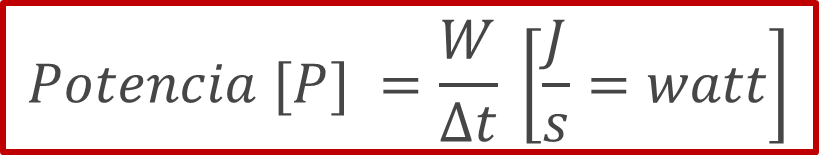 Potencia [P] = W/Δt [J/s = watt]